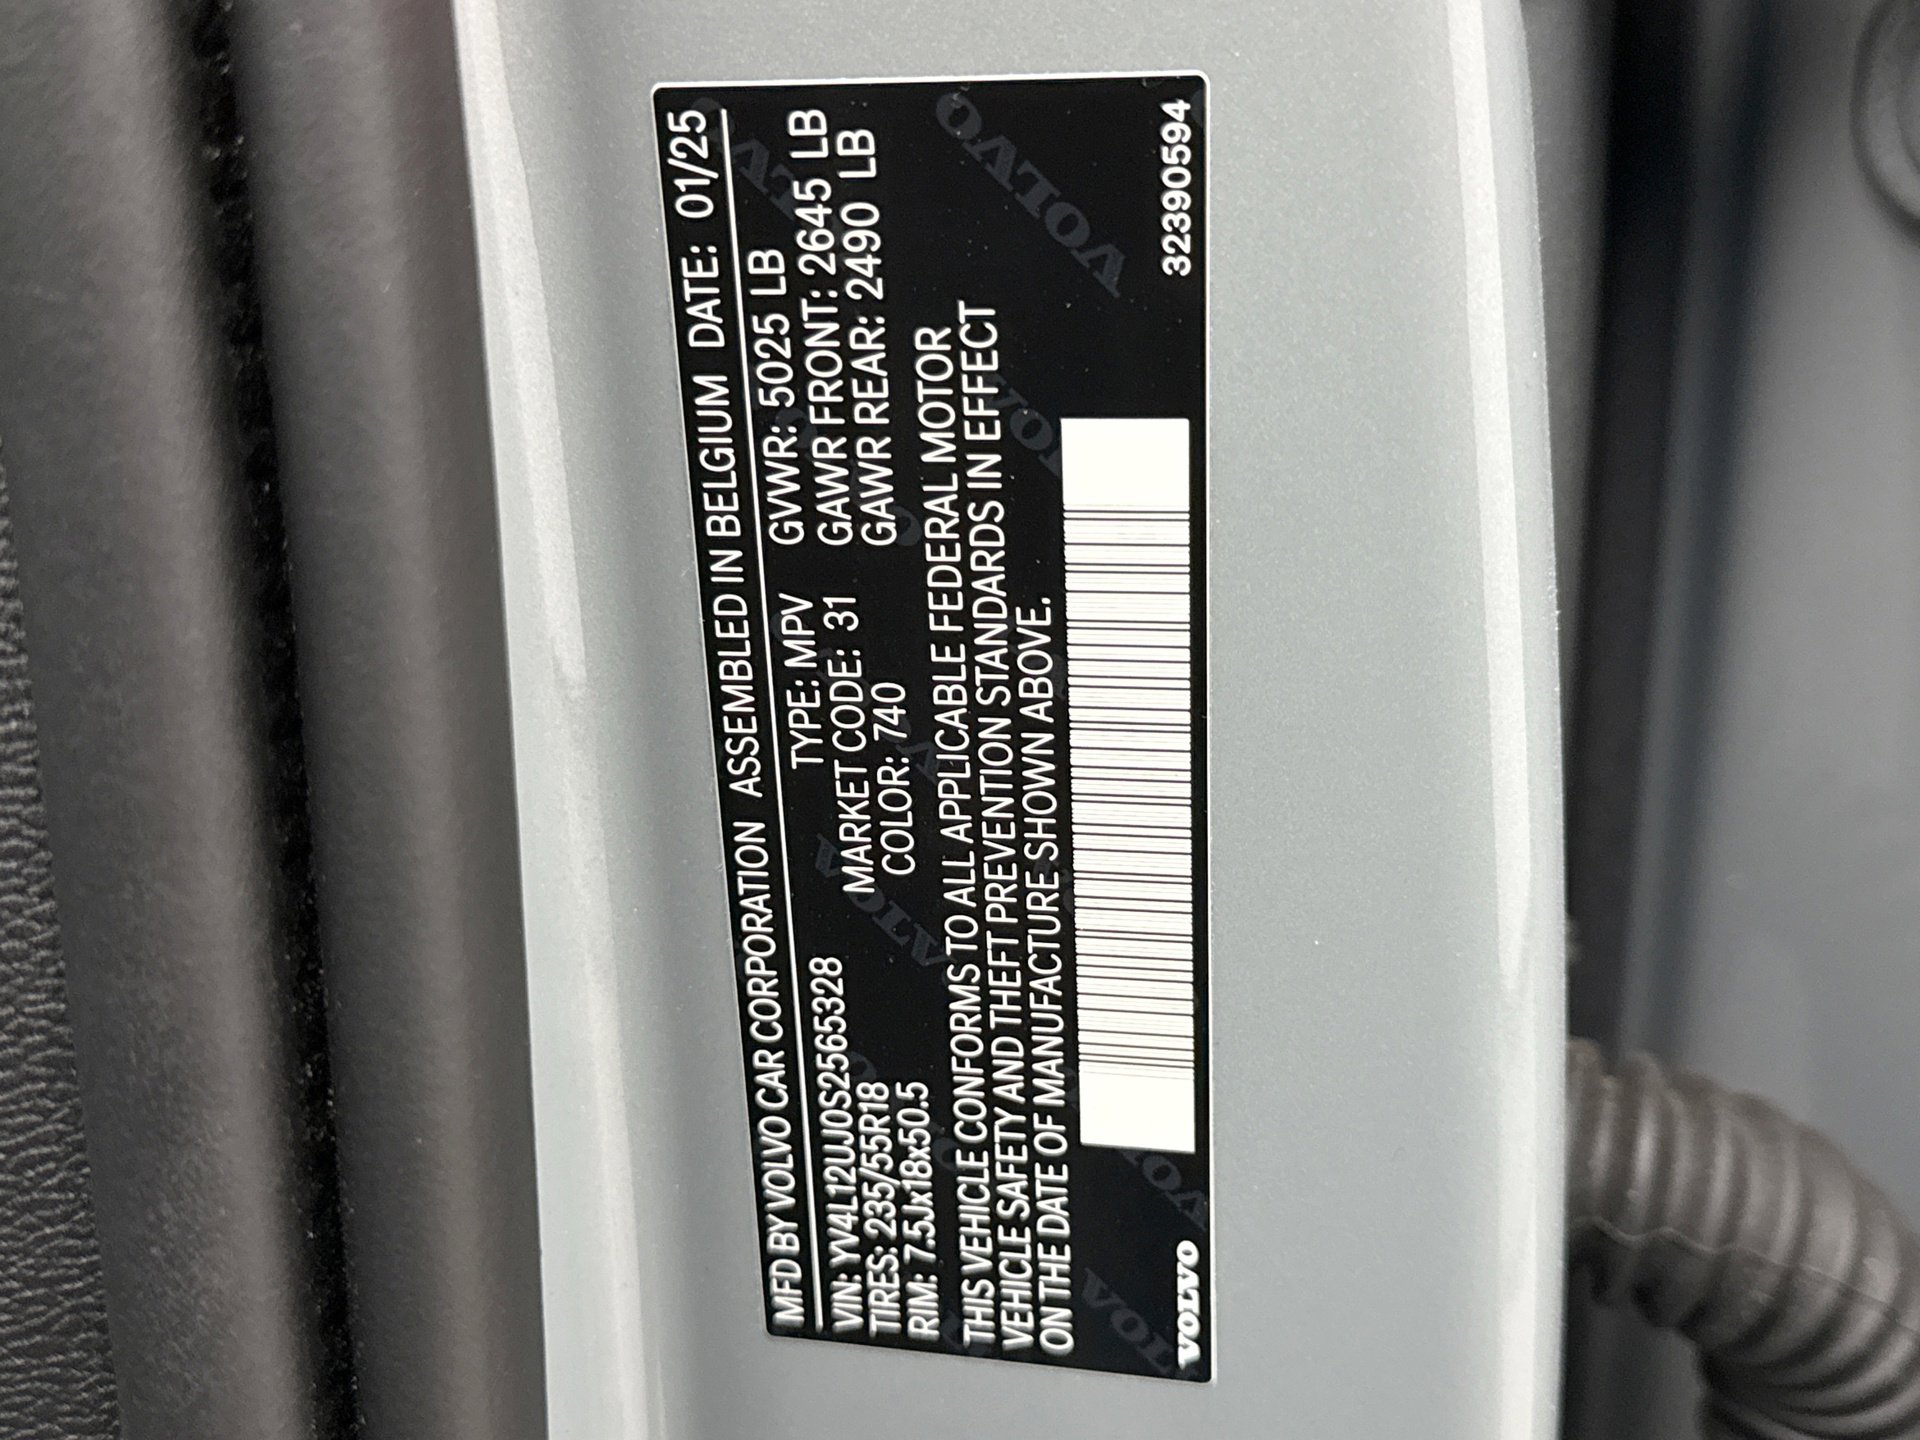 MFD BY VOLVO CAR CORPORATION ASSEMBLED IN BELGIUM DATE: 01/25
VIN: YV4L12UJ0S2565328 TYPE: MPV GVWR: 5025 LB
TIRES: 235/55R18 MARKET CODE: 31 GAWR FRONT: 2645 LB
RIM: 7.5Jx18x50.5 COLOR: 740 GAWR REAR: 2490 LB
THIS VEHICLE CONFORMS TO ALL APPLICABLE FEDERAL MOTOR
VEHICLE SAFETY AND THEFT PREVENTION STANDARDS IN EFFECT
ON THE DATE OF MANUFACTURE SHOWN ABOVE.
VOLVO 32390594